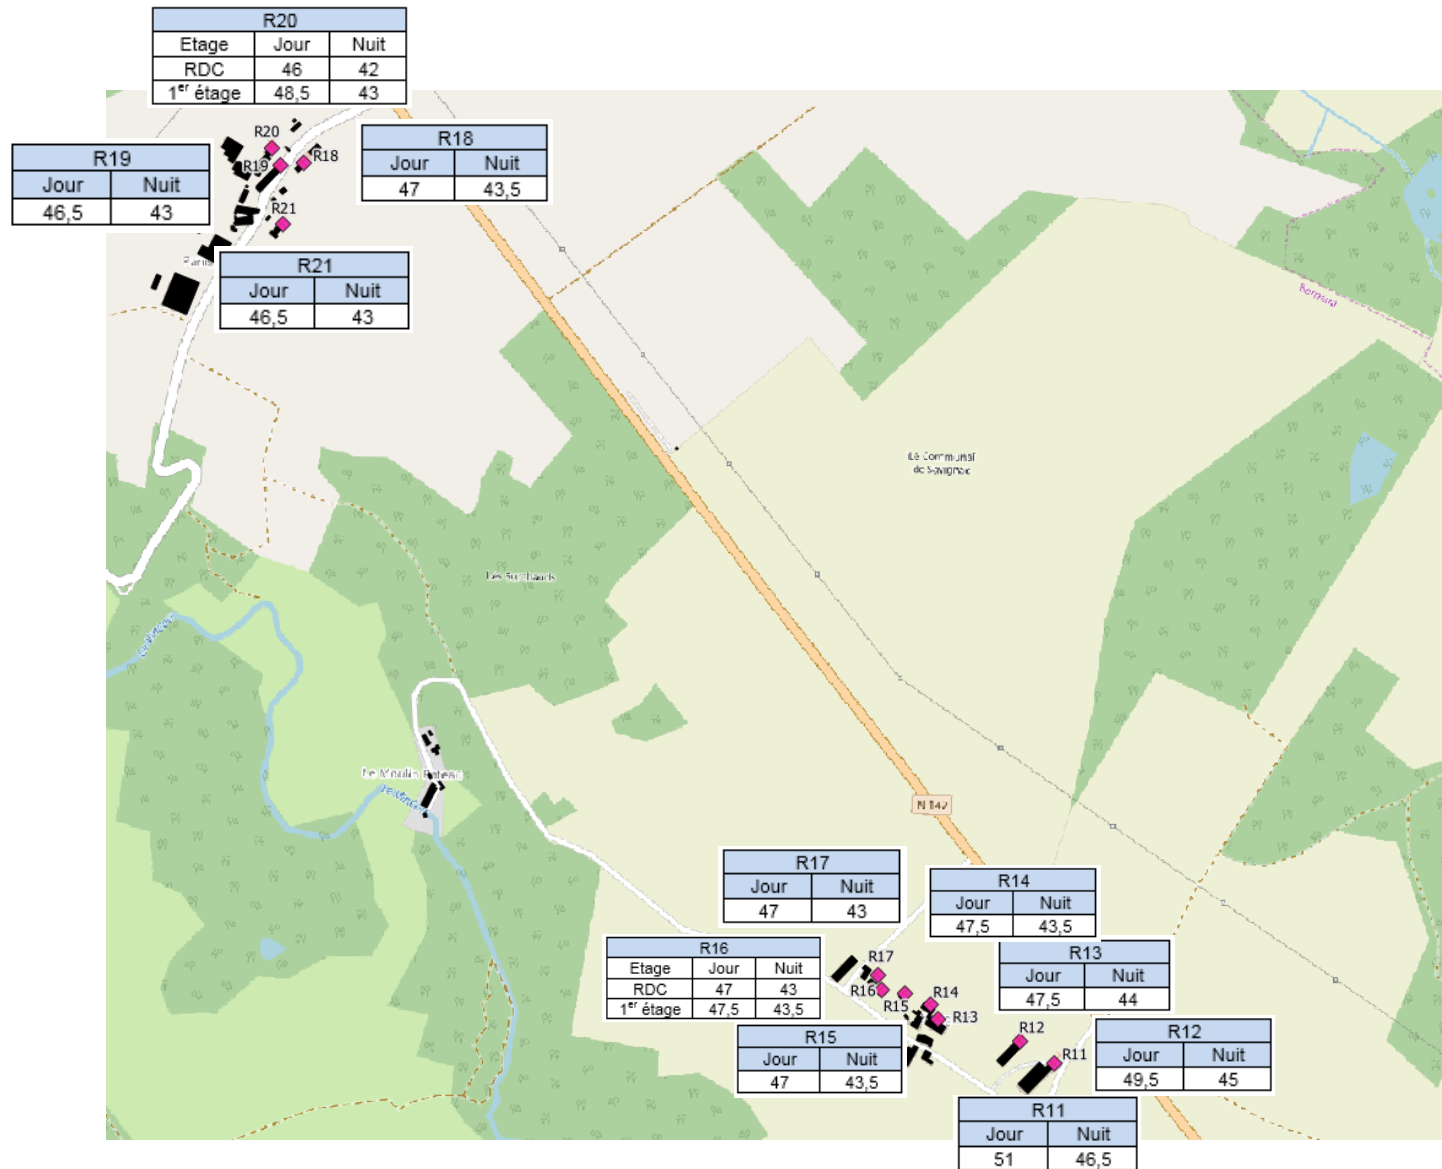 R20
Etage Jour Nuit
RDC 46 42
1er étage 48,5 43
R19
Jour Nuit
46,5 43
R18
Jour Nuit
47 43,5
R20
R19
R18
R21
R21
Jour Nuit
46,5 43
Le Communal
de Savignac
Le Moulin Bateau
N 147
R17
Jour Nuit
47 43
R14
Jour Nuit
47,5 43,5
R16
Etage Jour Nuit
RDC 47 43
1er étage 47,5 43,5
R13
Jour Nuit
47,5 44
R17
R16
R15
R14
R13
R12
R11
R15
Jour Nuit
47 43,5
R12
Jour Nuit
49,5 45
R11
Jour Nuit
51 46,5